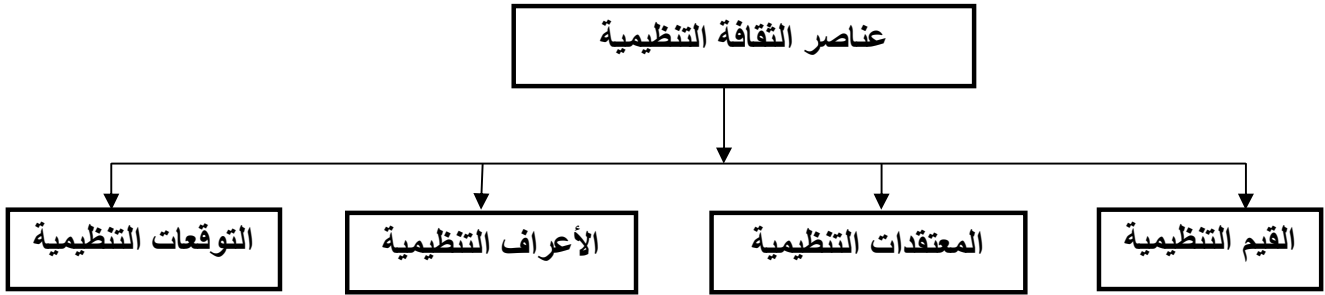 عناصر الثقافة التنظيمية
القيم التنظيمية
المعتقدات التنظيمية
الأعراف التنظيمية
التوقعات التنظيمية